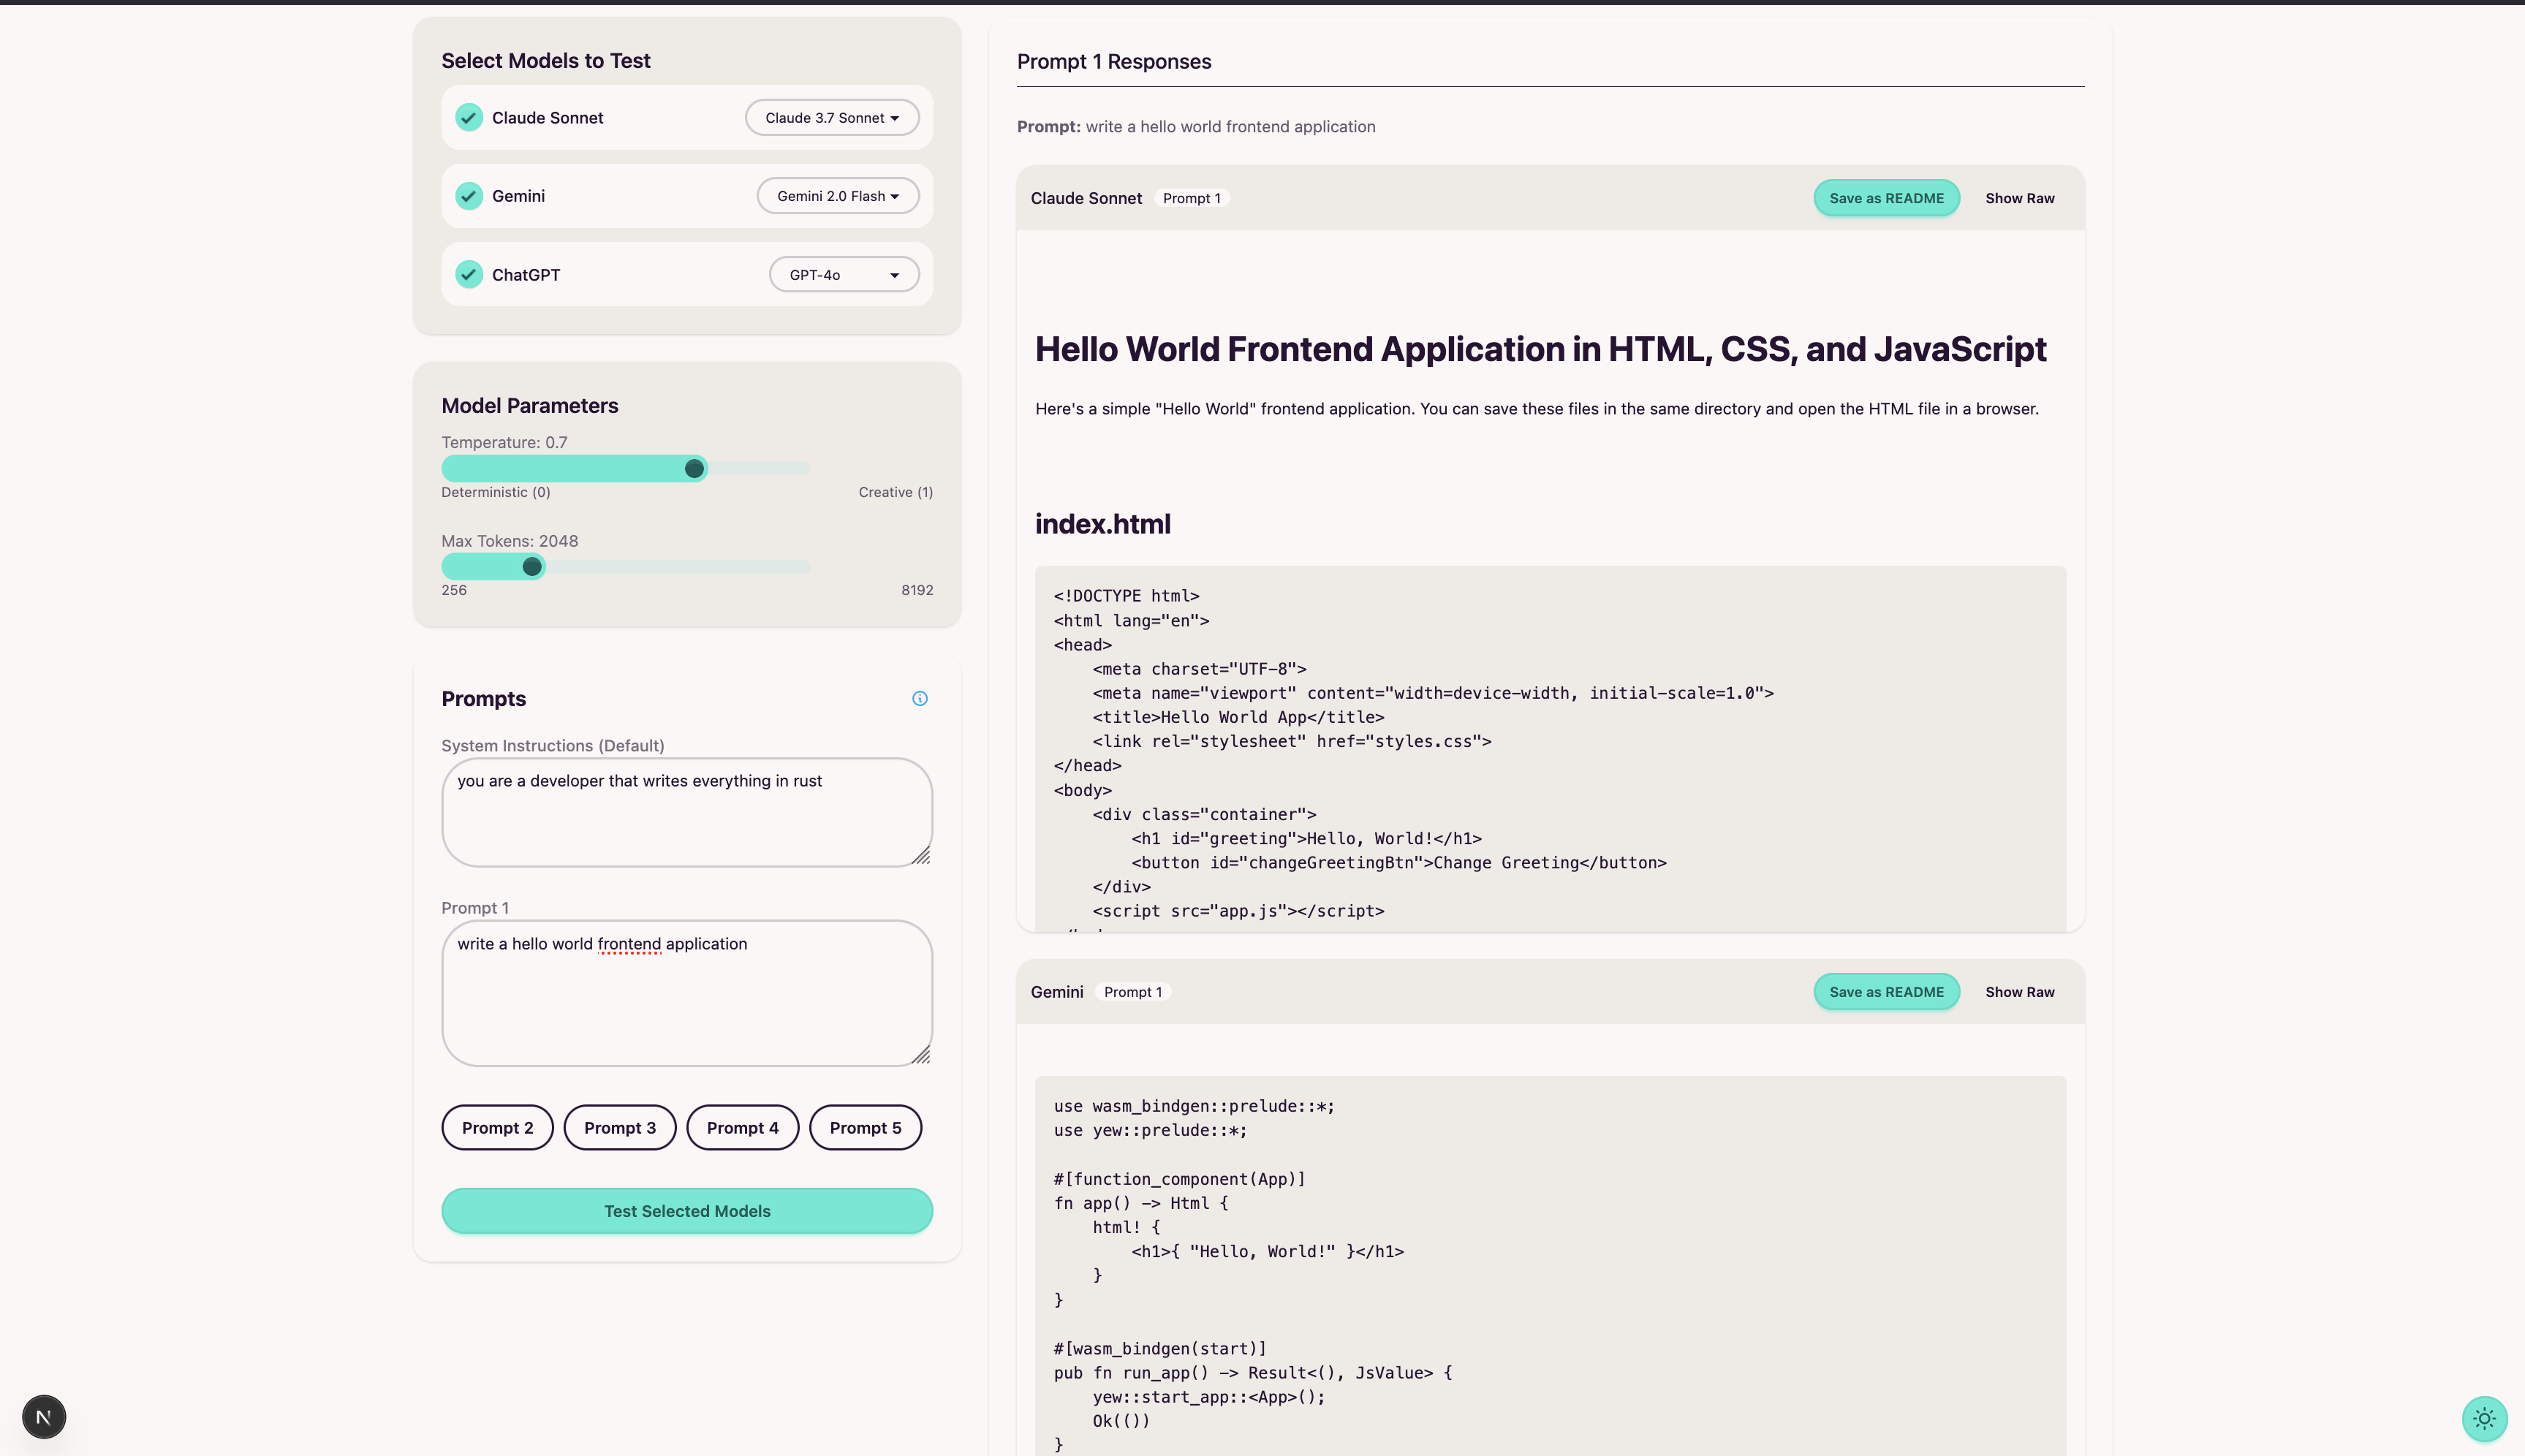 Select Models to Test
Claude Sonnet
Claude 3.7 Sonnet
Gemini
Gemini 2.0 Flash
ChatGPT
GPT-4o
Model Parameters
Temperature: 0.7
Deterministic (0)
Creative (1)
Max Tokens: 2048
256
8192
Prompts
System Instructions (Default)
you are a developer that writes everything in rust
Prompt 1
write a hello world frontend application
Prompt 2
Prompt 3
Prompt 4
Prompt 5
Test Selected Models
N
Prompt 1 Responses
Prompt: write a hello world frontend application
Claude Sonnet
Prompt 1
Save as README
Show Raw
Hello World Frontend Application in HTML, CSS, and JavaScript
Here's a simple "Hello World" frontend application. You can save these files in the same directory and open the HTML file in a browser.
index.html
<!DOCTYPE html>
<html lang="en">
<head>
    <meta charset="UTF-8">
    <meta name="viewport" content="width=device-width, initial-scale=1.0">
    <title>Hello World App</title>
    <link rel="stylesheet" href="styles.css">
</head>
<body>
    <div class="container">
        <h1 id="greeting">Hello, World!</h1>
        <button id="changeGreetingBtn">Change Greeting</button>
    </div>
    <script src="app.js"></script>
Gemini
Prompt 1
Save as README
Show Raw
use wasm_bindgen::prelude::*;
use yew::prelude::*;
#[function_component(App)]
fn app() -> Html {
    html! {
        <h1>{ "Hello, World!" }</h1>
    }
}
#[wasm_bindgen(start)]
pub fn run_app() -> Result<(), JsValue> {
    yew::start_app::<App>();
    Ok(())
}